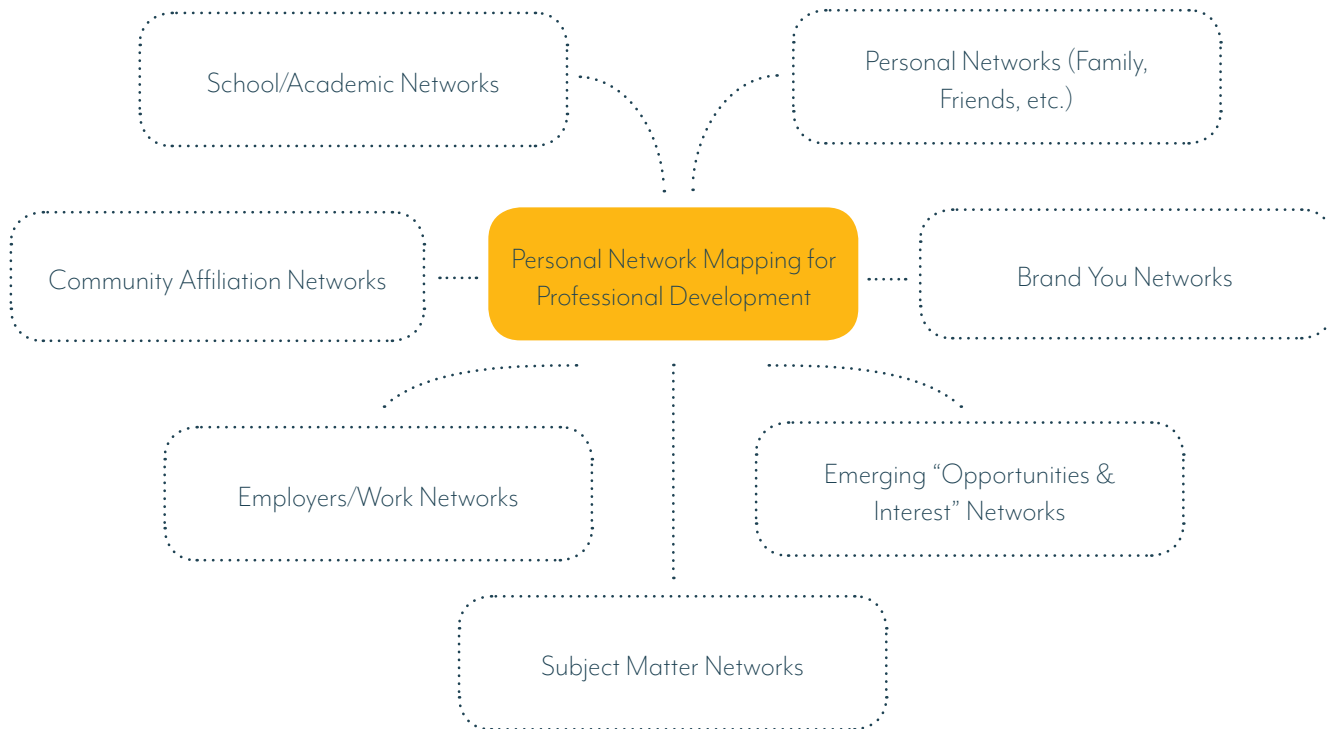 School/Academic Networks
Personal Networks (Family,
Friends, etc.)
Community Affiliation Networks
Personal Network Mapping for
Professional Development
Brand You Networks
Employers/Work Networks
Emerging “Opportunities &
Interest” Networks
Subject Matter Networks